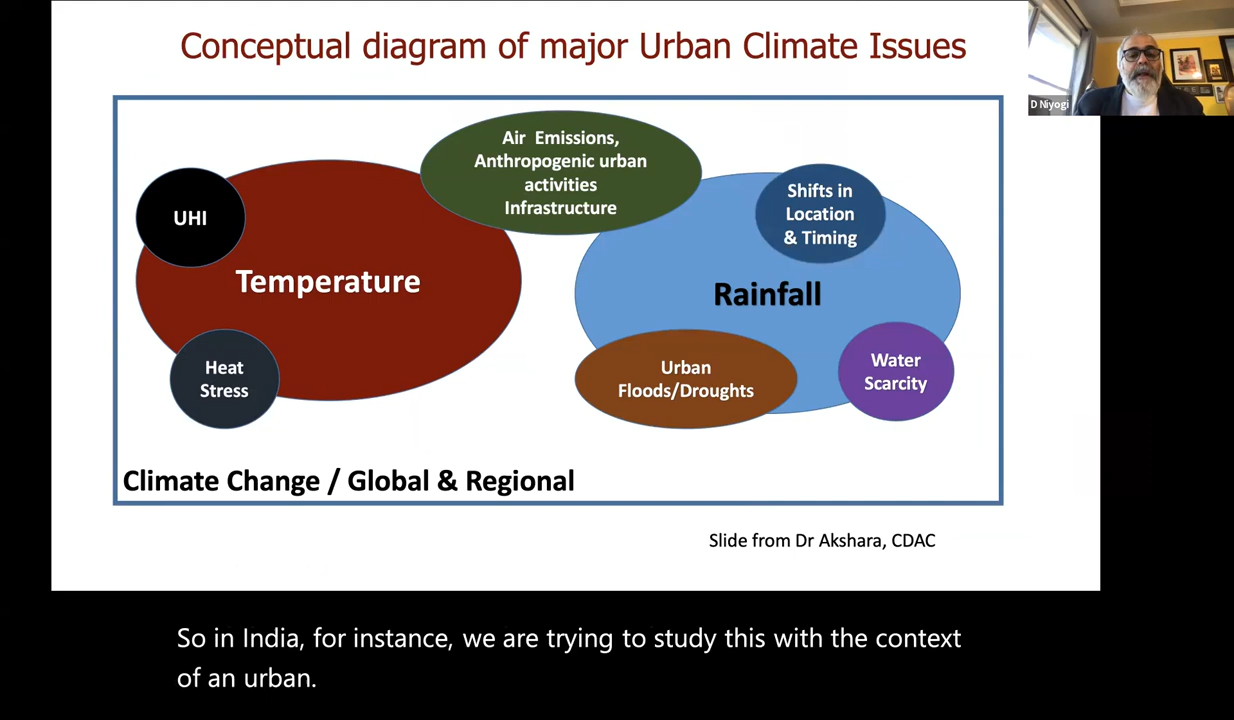 Conceptual diagram of major Urban Climate Issues
D Niyogi
Air Emissions,
Anthropogenic urban
activities
Infrastructure
UHI
Temperature
Heat
Stress
Shifts in
Location
& Timing
Rainfall
Urban
Floods/Droughts
Water
Scarcity
Climate Change / Global & Regional
Slide from Dr Akshara, CDAC
So in India, for instance, we are trying to study this with the context
of an urban.